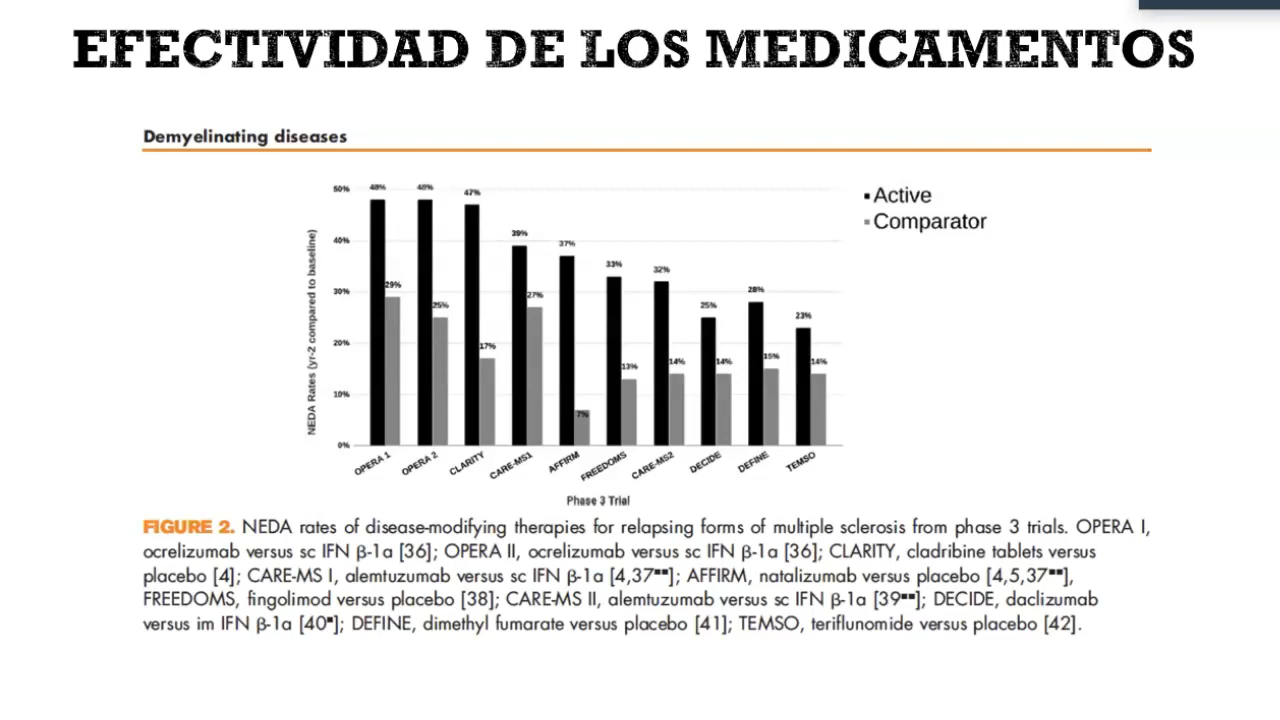 EFECTIVIDAD DE LOS MEDICAMENTOS
Demyelinating diseases
NEDA Rates (yr-2 compared to baseline)
50%
40%
30%
20%
10%
0%
48%
29%
48%
25%
47%
17%
39%
27%
37%
7%
33%
13%
32%
14%
25%
14%
28%
15%
23%
14%
OPERA 1
OPERA 2
CLARITY
CARE-MS1
AFFIRM
FREEDOMS
CARE-MS2
DECIDE
DEFINE
TEMSO
Phase 3 Trial
Active
Comparator
FIGURE 2. NEDA rates of disease-modifying therapies for relapsing forms of multiple sclerosis from phase 3 trials. OPERA I,
ocrelizumab versus sc IFN β-1a [36]; OPERA II, ocrelizumab versus sc IFN β-1a [36]; CLARITY, cladribine tablets versus
placebo [4]; CARE-MS I, alemtuzumab versus sc IFN β-1a [4,37▪▪]; AFFIRM, natalizumab versus placebo [4,5,37▪▪],
FREEDOMS, fingolimod versus placebo [38]; CARE-MS II, alemtuzumab versus sc IFN β-1a [39▪▪]; DECIDE, daclizumab
versus im IFN β-1a [40▪]; DEFINE, dimethyl fumarate versus placebo [41]; TEMSO, teriflunomide versus placebo [42].